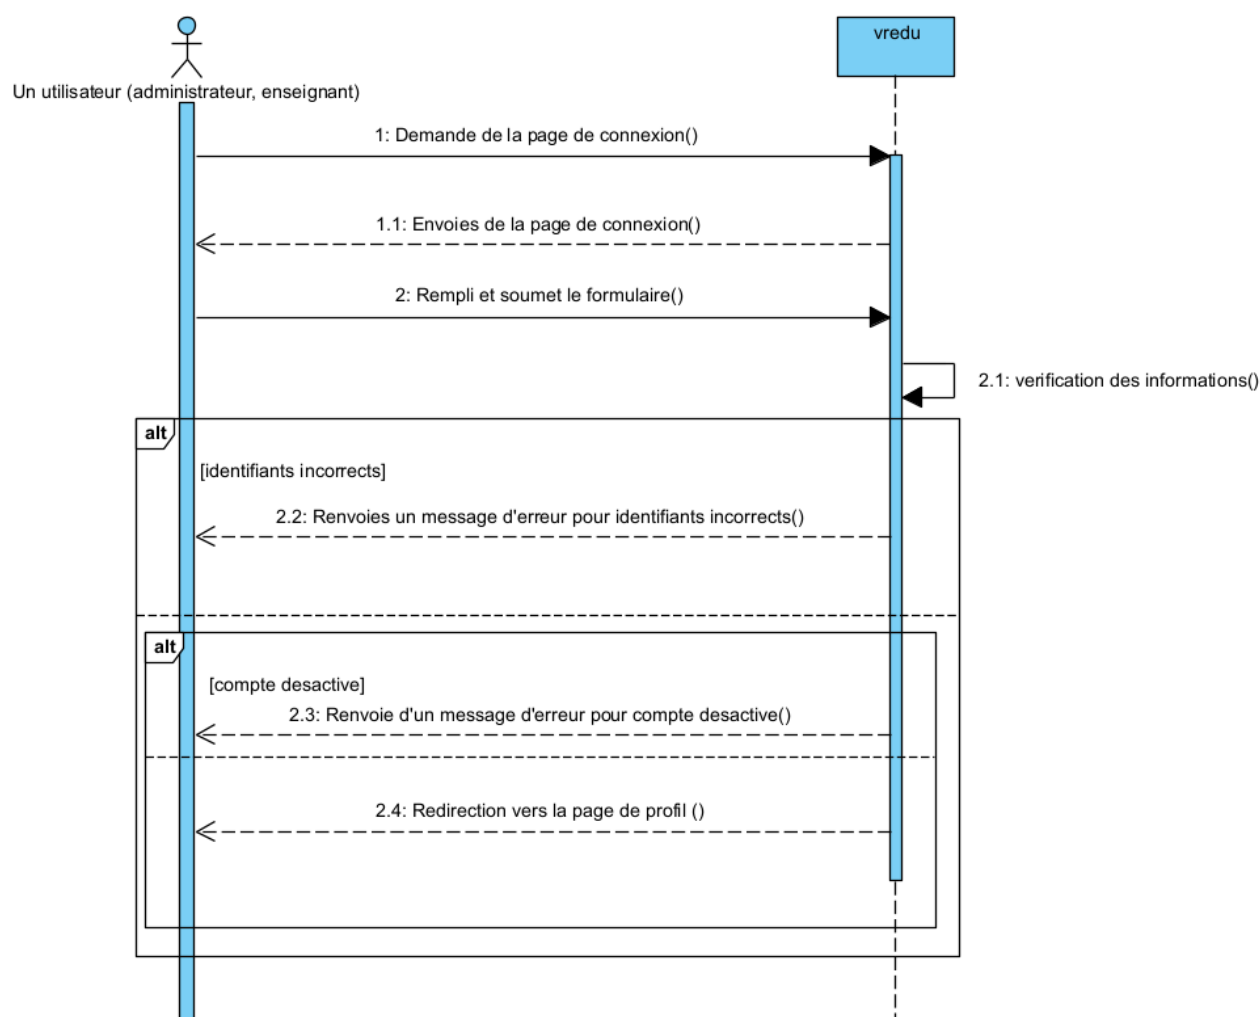 vredu
Un utilisateur (administrateur, enseignant)
1: Demande de la page de connexion()
1.1: Envoies de la page de connexion()
2: Rempli et soumet le formulaire()
2.1: verification des informations()
alt
[identifiants incorrects]
2.2: Renvoies un message d'erreur pour identifiants incorrects()
alt
[compte desactive]
2.3: Renvoie d'un message d'erreur pour compte desactive()
2.4: Redirection vers la page de profil ()